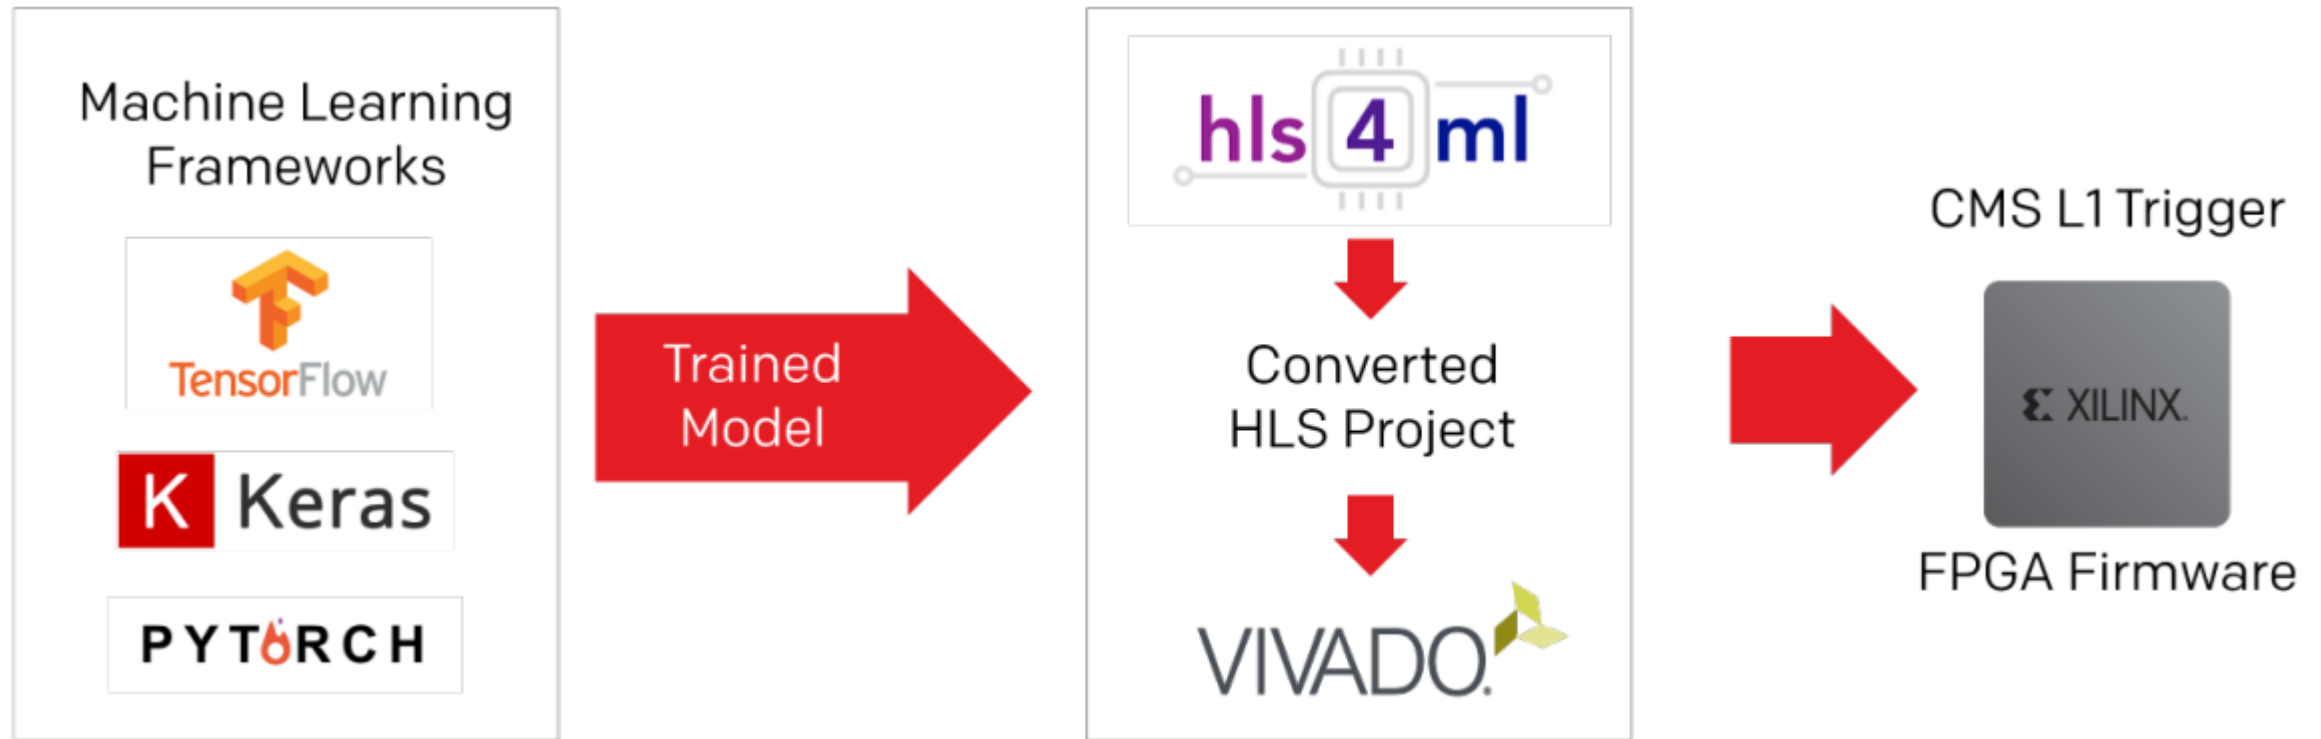 Machine Learning
Frameworks
TensorFlow
K Keras
PYTORCH
Trained
Model
hls 4 ml
Converted
HLS Project
VIVADO.
CMS L1 Trigger
XILINX.
FPGA Firmware